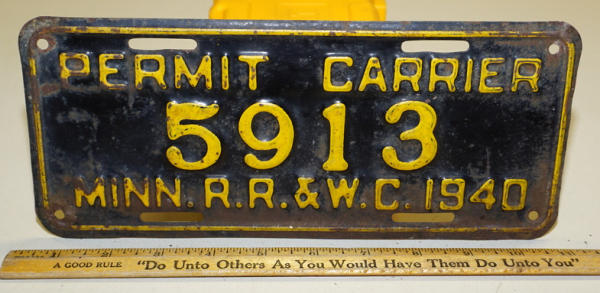 PERMIT CARRIER
5913
MINN. R.R. & W.C. 1940
A GOOD RULE "Do Unto Others As You Would Have Them Do Unto You"